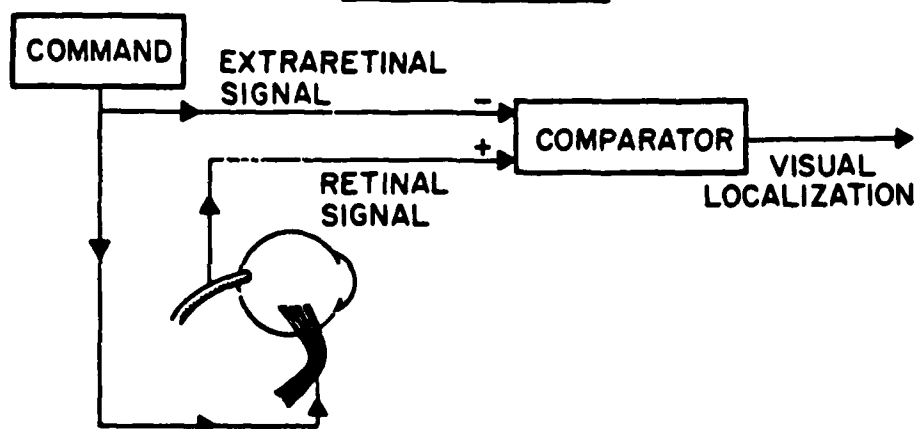 COMMAND
EXTRARETINAL
SIGNAL
-
+
COMPARATOR
RETINAL
SIGNAL
VISUAL
LOCALIZATION